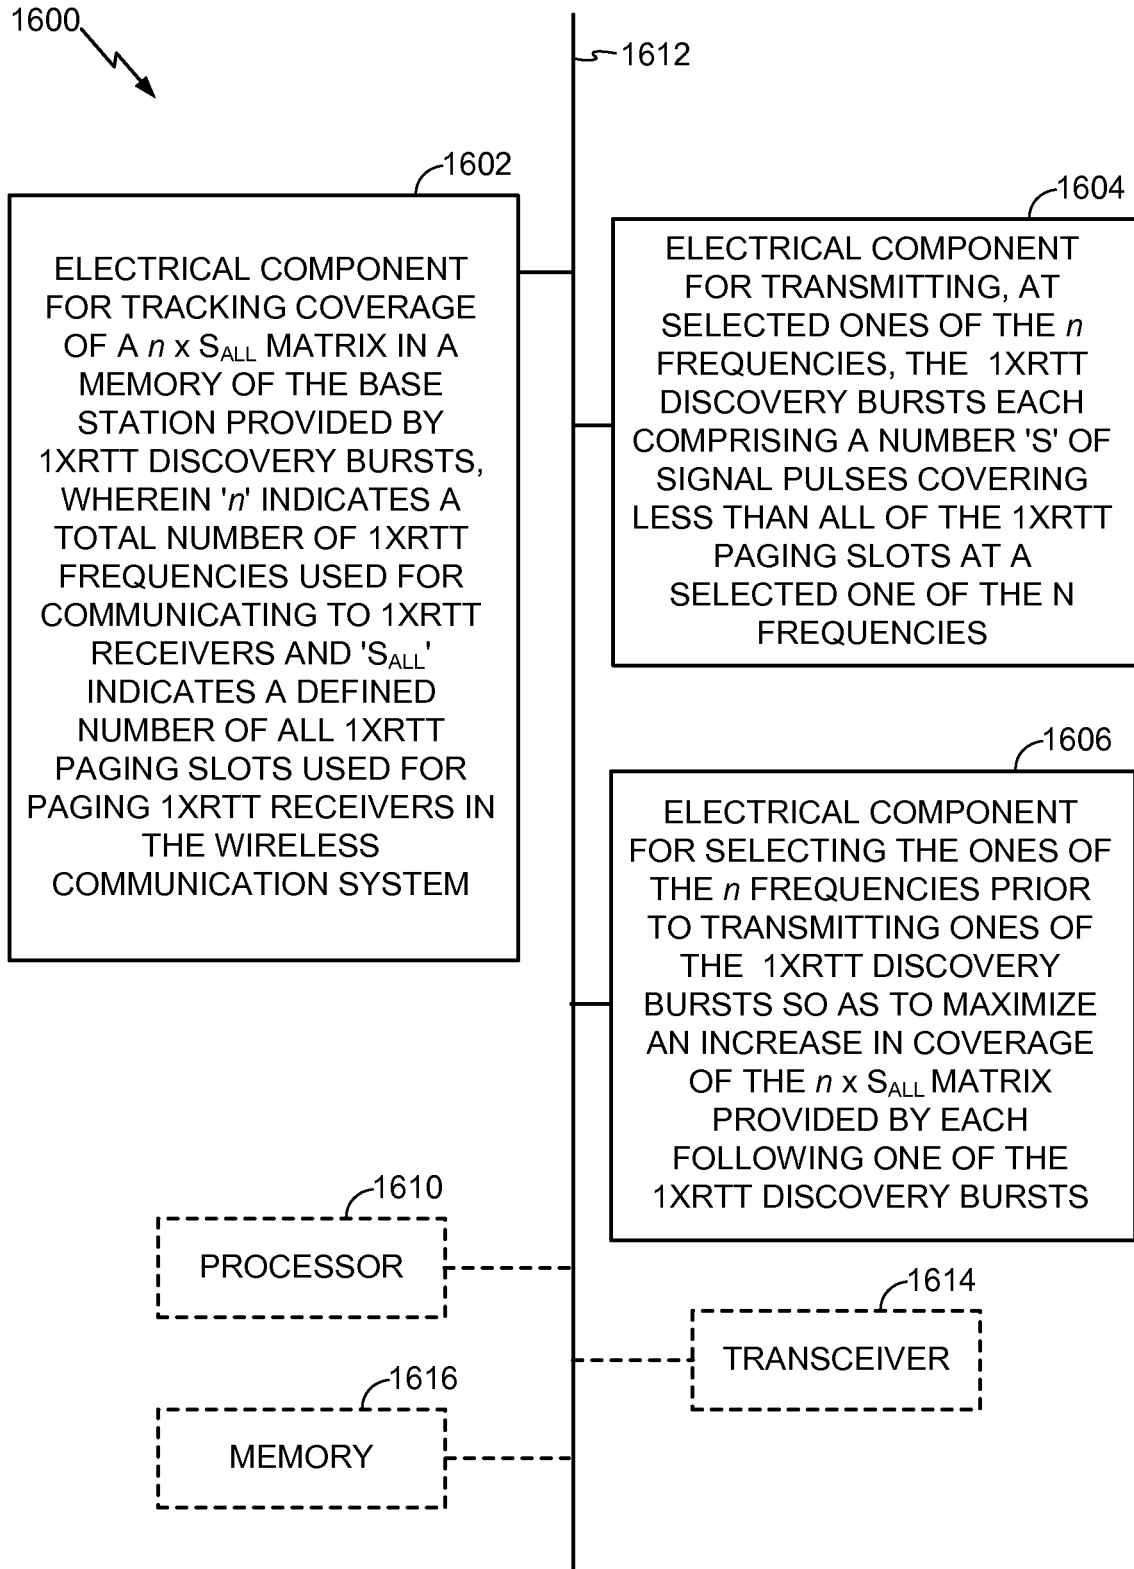 1600
1612
1602
ELECTRICAL COMPONENT
FOR TRACKING COVERAGE
OF A n x SALL MATRIX IN A
MEMORY OF THE BASE
STATION PROVIDED BY
1XRTT DISCOVERY BURSTS,
WHEREIN 'n' INDICATES A
TOTAL NUMBER OF 1XRTT
FREQUENCIES USED FOR
COMMUNICATING TO 1XRTT
RECEIVERS AND 'SALL'
INDICATES A DEFINED
NUMBER OF ALL 1XRTT
PAGING SLOTS USED FOR
PAGING 1XRTT RECEIVERS IN
THE WIRELESS
COMMUNICATION SYSTEM
1604
ELECTRICAL COMPONENT
FOR TRANSMITTING, AT
SELECTED ONES OF THE n
FREQUENCIES, THE 1XRTT
DISCOVERY BURSTS EACH
COMPRISING A NUMBER 'S' OF
SIGNAL PULSES COVERING
LESS THAN ALL OF THE 1XRTT
PAGING SLOTS AT A
SELECTED ONE OF THE N
FREQUENCIES
1606
ELECTRICAL COMPONENT
FOR SELECTING THE ONES OF
THE n FREQUENCIES PRIOR
TO TRANSMITTING ONES OF
THE 1XRTT DISCOVERY
BURSTS SO AS TO MAXIMIZE
AN INCREASE IN COVERAGE
OF THE n x SALL MATRIX
PROVIDED BY EACH
FOLLOWING ONE OF THE
1XRTT DISCOVERY BURSTS
1610
PROCESSOR
1614
TRANSCEIVER
1616
MEMORY